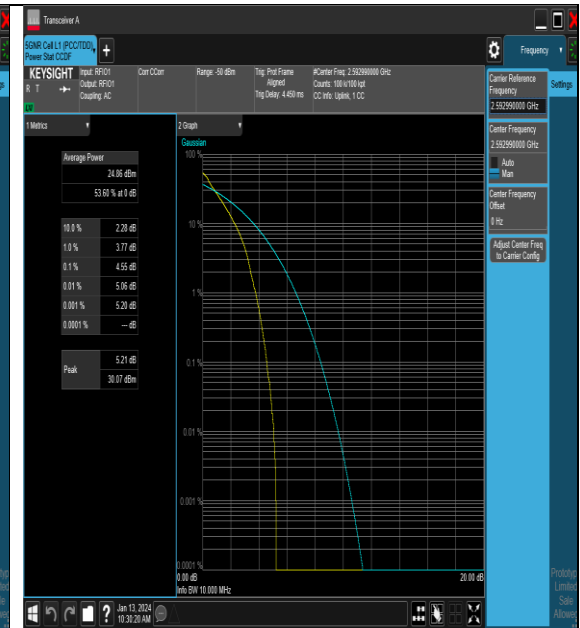 Transceiver A
5GNR Cell L1 (PCC/TDD),
Power Stat CCDF
Frequency
KEYSIGHT
R T
LXI
Input: RFIO1
Output: RFIO1
Coupling: AC
Corr CCorr
Range: -50 dBm
Trig: Prot Frame
Aligned
Trig Delay: 4.450 ms
#Center Freq: 2.592990000 GHz
Counts: 100 k/100 kpt
CC Info: Uplink, 1 CC
Carrier Reference
Frequency
2.592990000 GHz
Settings
Center Frequency
2.592990000 GHz
Auto
Man
Center Frequency
Offset
0 Hz
Adjust Center Freq
to Carrier Config
1 Metrics
Average Power
24.86 dBm
53.60 % at 0 dB
10.0 % 2.28 dB
1.0 % 3.77 dB
0.1 % 4.55 dB
0.01 % 5.06 dB
0.001 % 5.20 dB
0.0001 % --- dB
Peak
5.21 dB
30.07 dBm
2 Graph
Gaussian
100 %
10 %
1 %
0.1 %
0.01 %
0.001 %
0.0001 %
0.00 dB 20.00 dB
Info BW 10.000 MHz
Jan 13, 2024
10:30:20 AM